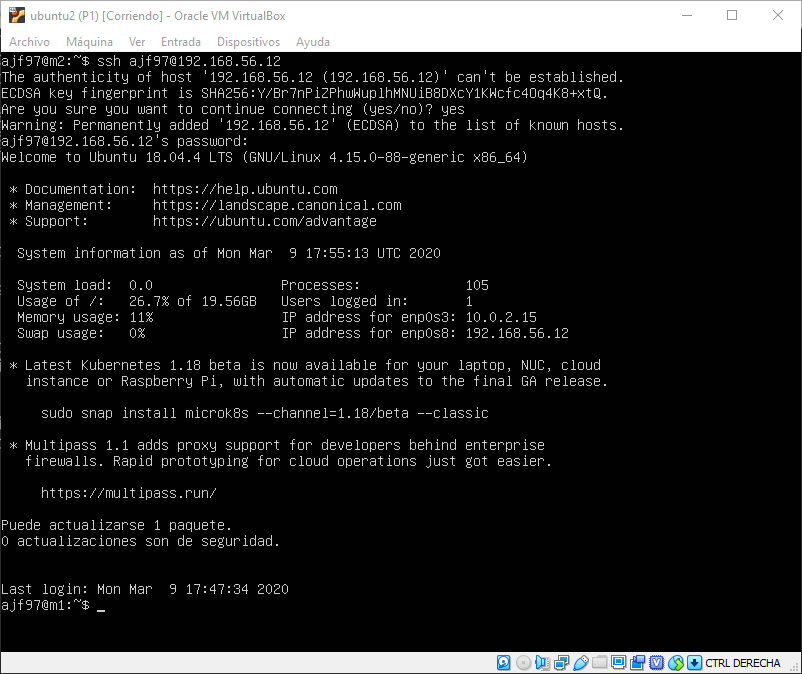 ubuntu2 (P1) [Corriendo] - Oracle VM VirtualBox
Archivo Máquina Ver Entrada Dispositivos Ayuda
ajf97@m2:~$ ssh ajf97@192.168.56.12
The authenticity of host '192.168.56.12 (192.168.56.12)' can't be established.
ECDSA key fingerprint is SHA256:Y/Br7nPiZPhwWuplhMNUiB8DXcY1KWcfc4Oq4K8+xtQ.
Are you sure you want to continue connecting (yes/no)? yes
Warning: Permanently added '192.168.56.12' (ECDSA) to the list of known hosts.
ajf97@192.168.56.12's password:
Welcome to Ubuntu 18.04.4 LTS (GNU/Linux 4.15.0-88-generic x86_64)
* Documentation:  https://help.ubuntu.com
* Management:     https://landscape.canonical.com
* Support:        https://ubuntu.com/advantage
System information as of Mon Mar  9 17:55:13 UTC 2020
System load:  0.0                Processes:             105
Usage of /:   26.7% of 19.56GB   Users logged in:       1
Memory usage: 11%                IP address for enp0s3: 10.0.2.15
Swap usage:   0%                 IP address for enp0s8: 192.168.56.12
* Latest Kubernetes 1.18 beta is now available for your laptop, NUC, cloud
instance or Raspberry Pi, with automatic updates to the final GA release.
sudo snap install microk8s --channel=1.18/beta --classic
* Multipass 1.1 adds proxy support for developers behind enterprise
firewalls. Rapid prototyping for cloud operations just got easier.
https://multipass.run/
Puede actualizarse 1 paquete.
0 actualizaciones son de seguridad.
Last login: Mon Mar  9 17:47:34 2020
ajf97@m1:~$ _
CTRL DERECHA